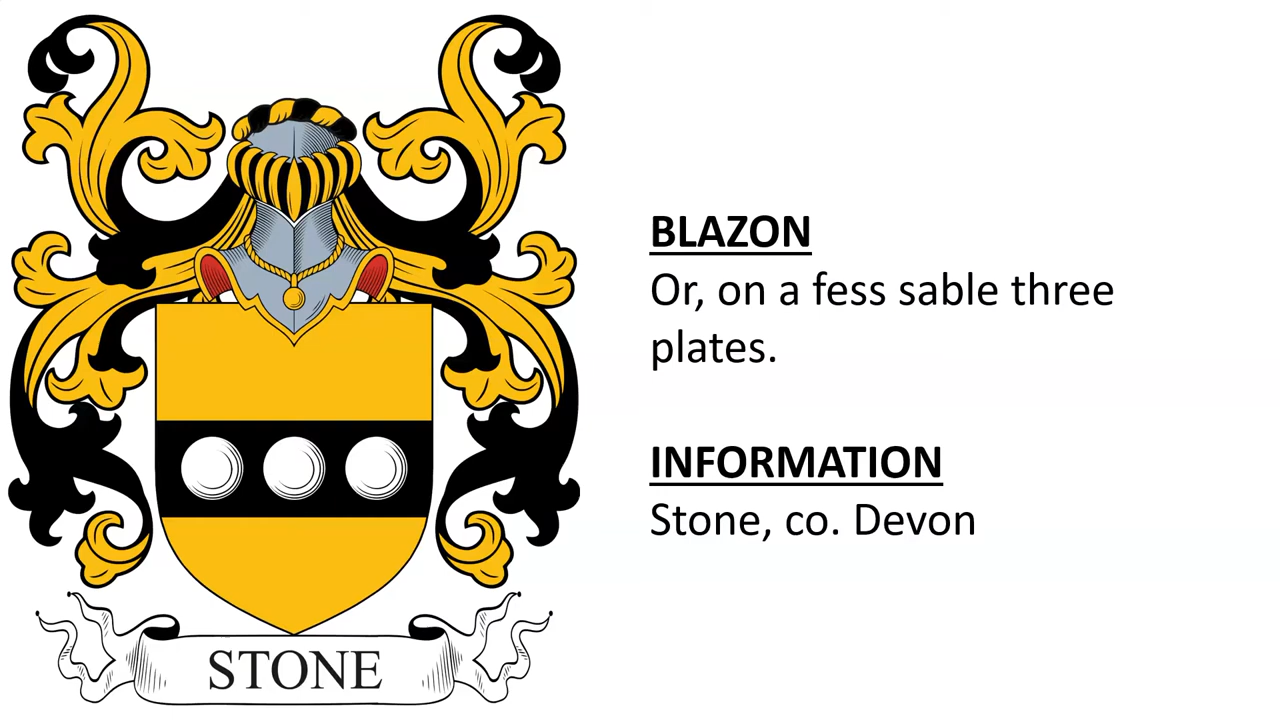 STONE
BLAZON
Or, on a fess sable three
plates.
INFORMATION
Stone, co. Devon